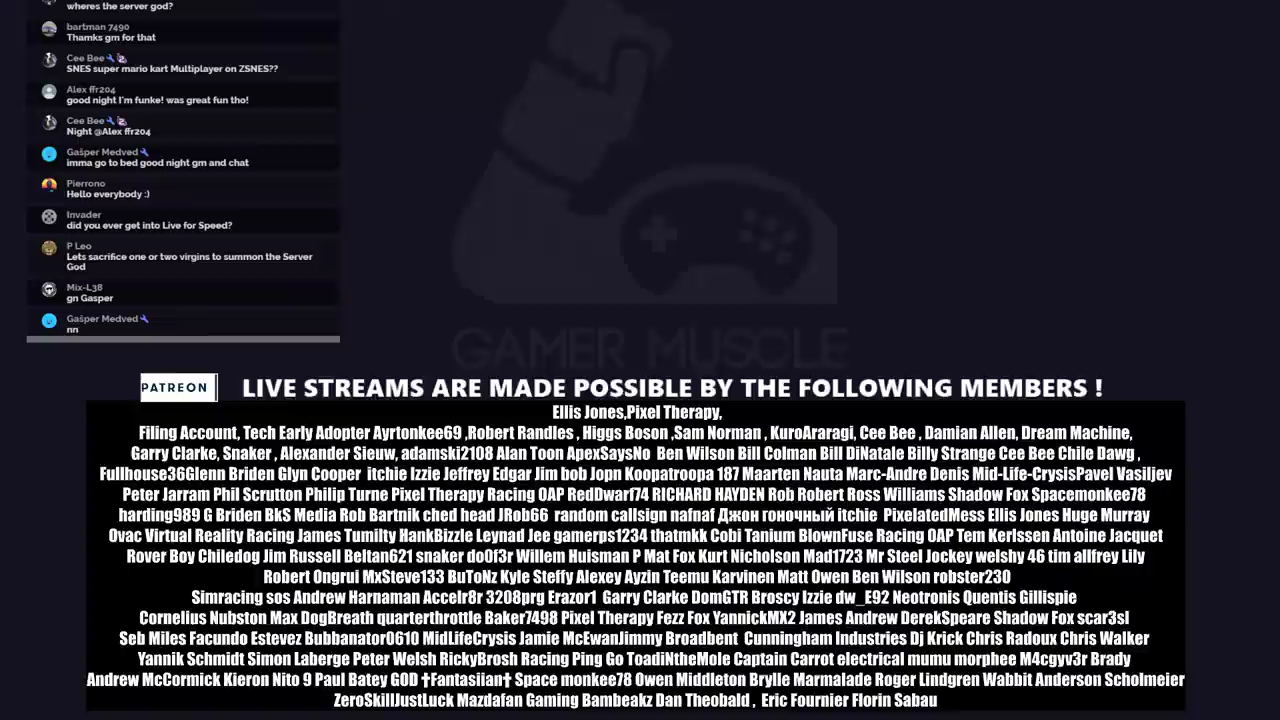 wheres the server god?
bartman 7490
Thamks gm for that
Cee Bee
SNES super mario kart Multiplayer on ZSNES??
Alex ffr204
good night I'm funke! was great fun tho!
Cee Bee
Night @Alex ffr204
Gašper Medved
imma go to bed good night gm and chat
Pierrono
Hello everybody :)
Invader
did you ever get into Live for Speed?
P Leo
Lets sacrifice one or two virgins to summon the Server
God
Mix-L38
gn Gasper
Gašper Medved
nn
GAMER MUSCLE
PATREON LIVE STREAMS ARE MADE POSSIBLE BY THE FOLLOWING MEMBERS !
Ellis Jones,Pixel Therapy,
Filing Account, Tech Early Adopter Ayrtonkee69 ,Robert Randles , Higgs Boson ,Sam Norman , KuroAraragi, Cee Bee , Damian Allen, Dream Machine,
Garry Clarke, Snaker , Alexander Sieuw, adamski2108 Alan Toon ApexSaysNo Ben Wilson Bill Colman Bill DiNatale Billy Strange Cee Bee Chile Dawg ,
Fullhouse36Glenn Briden Glyn Cooper itchie Izzie Jeffrey Edgar Jim bob Jopn Koopatroopa 187 Maarten Nauta Marc-Andre Denis Mid-Life-CrysisPavel Vasiljev
Peter Jarram Phil Scrutton Philip Turne Pixel Therapy Racing OAP RedDwarf74 RICHARD HAYDEN Rob Robert Ross Williams Shadow Fox Spacemonkee78
harding989 G Briden BkS Media Rob Bartnik ched head JRob66 random callsign nafnaf Джон гоночный itchie PixelatedMess Ellis Jones Huge Murray
Ovac Virtual Reality Racing James Tumilty HankBizzle Leynad Jee gamerps1234 thatmkk Cobi Tanium BlownFuse Racing OAP Tem Kerlssen Antoine Jacquet
Rover Boy Chiledog Jim Russell Beltan621 snaker do0f3r Willem Huisman P Mat Fox Kurt Nicholson Mad1723 Mr Steel Jockey welshy 46 tim allfrey Lily
Robert Ongrui MxSteve133 BuToNz Kyle Steffy Alexey Ayzin Teemu Karvinen Matt Owen Ben Wilson robster230
Simracing sos Andrew Harnaman Accelr8r 3208prg Erazor1 Garry Clarke DomGTR Broscy Izzie dw_E92 Neotronis Quentis Gillispie
Cornelius Nubston Max DogBreath quarterthrottle Baker7498 Pixel Therapy Fezz Fox YannickMX2 James Andrew DerekSpeare Shadow Fox scar3sl
Seb Miles Facundo Estevez Bubbanator0610 MidLifeCrysis Jamie McEwanJimmy Broadbent Cunningham Industries Dj Krick Chris Radoux Chris Walker
Yannik Schmidt Simon Laberge Peter Welsh RickyBrosh Racing Ping Go ToadiNtheMole Captain Carrot electrical mumu morphee M4cgyv3r Brady
Andrew McCormick Kieron Nito 9 Paul Batey GOD †Fantasiian† Space monkee78 Owen Middleton Brylle Marmalade Roger Lindgren Wabbit Anderson Scholmeier
ZeroSkillJustLuck Mazdafan Gaming Bambeakz Dan Theobald , Eric Fournier Florin Sabau